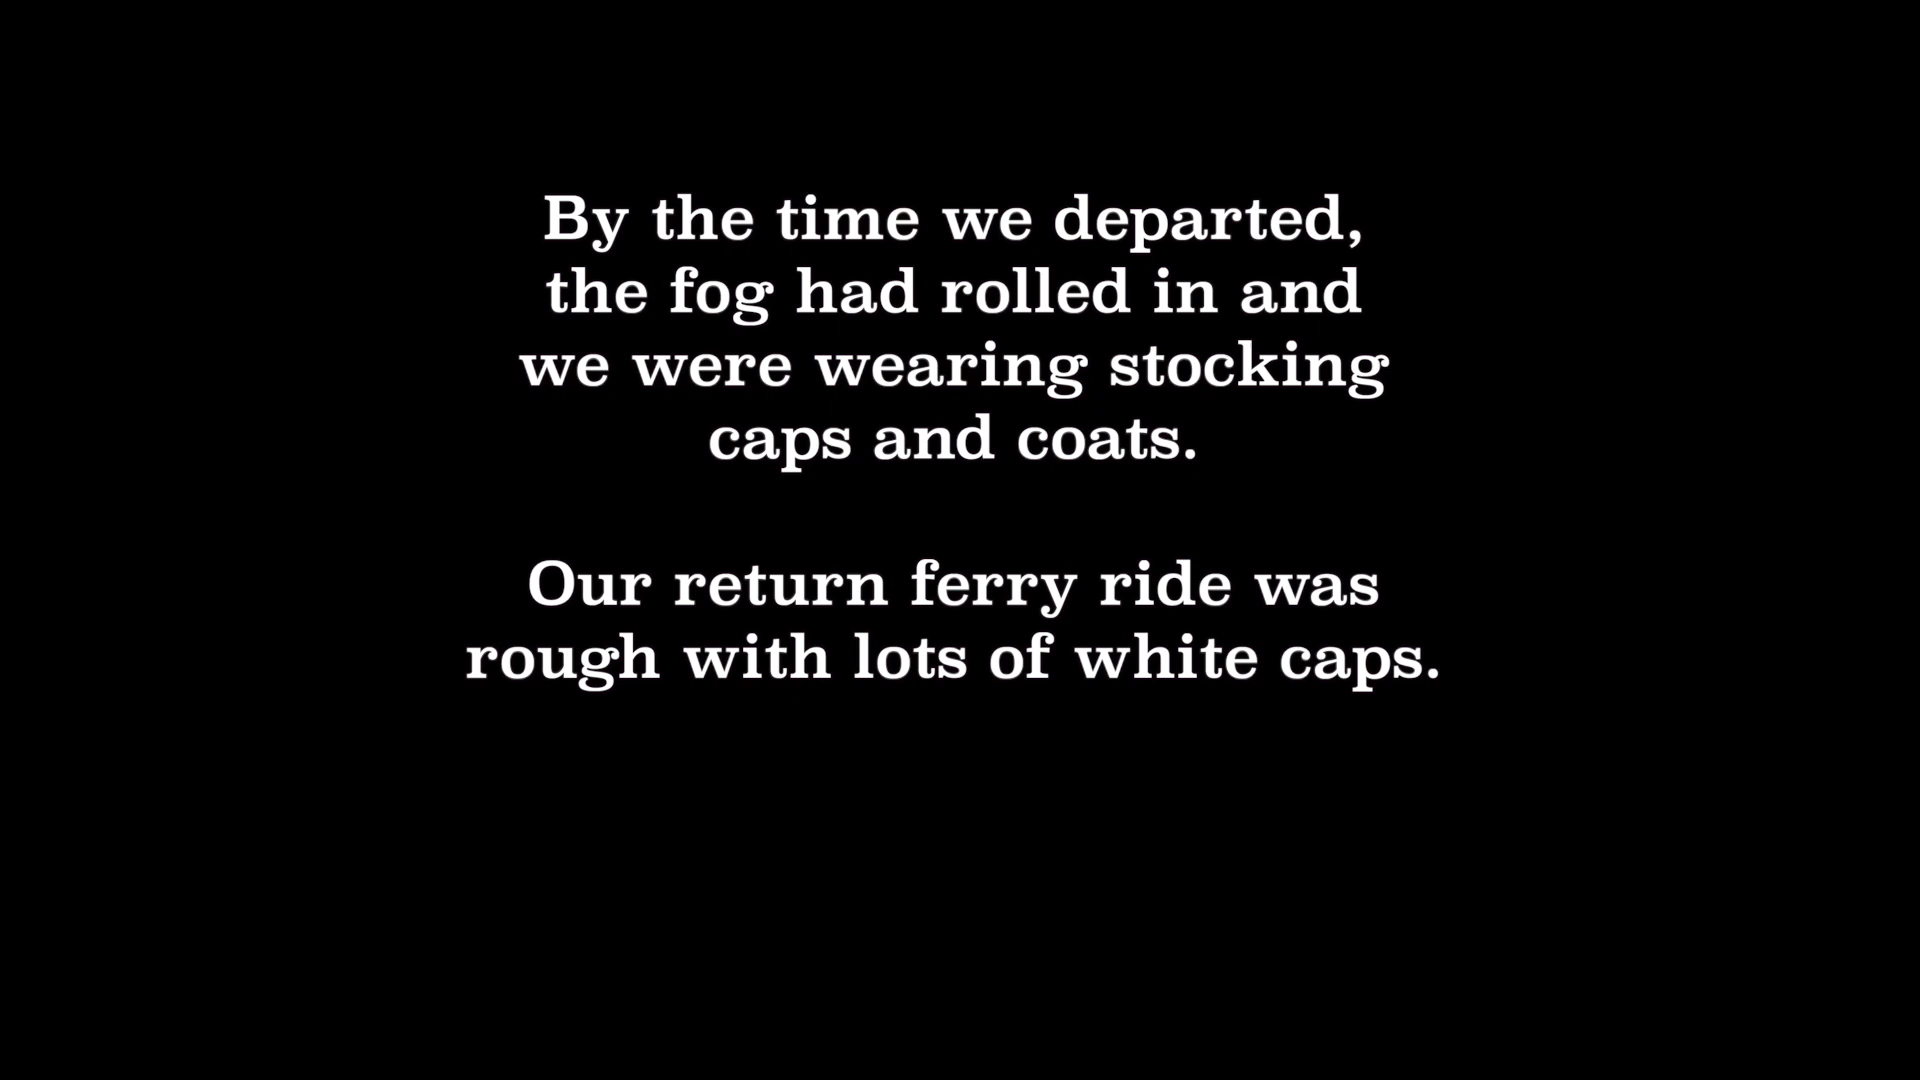 By the time we departed,
the fog had rolled in and
we were wearing stocking
caps and coats.
Our return ferry ride was
rough with lots of white caps.